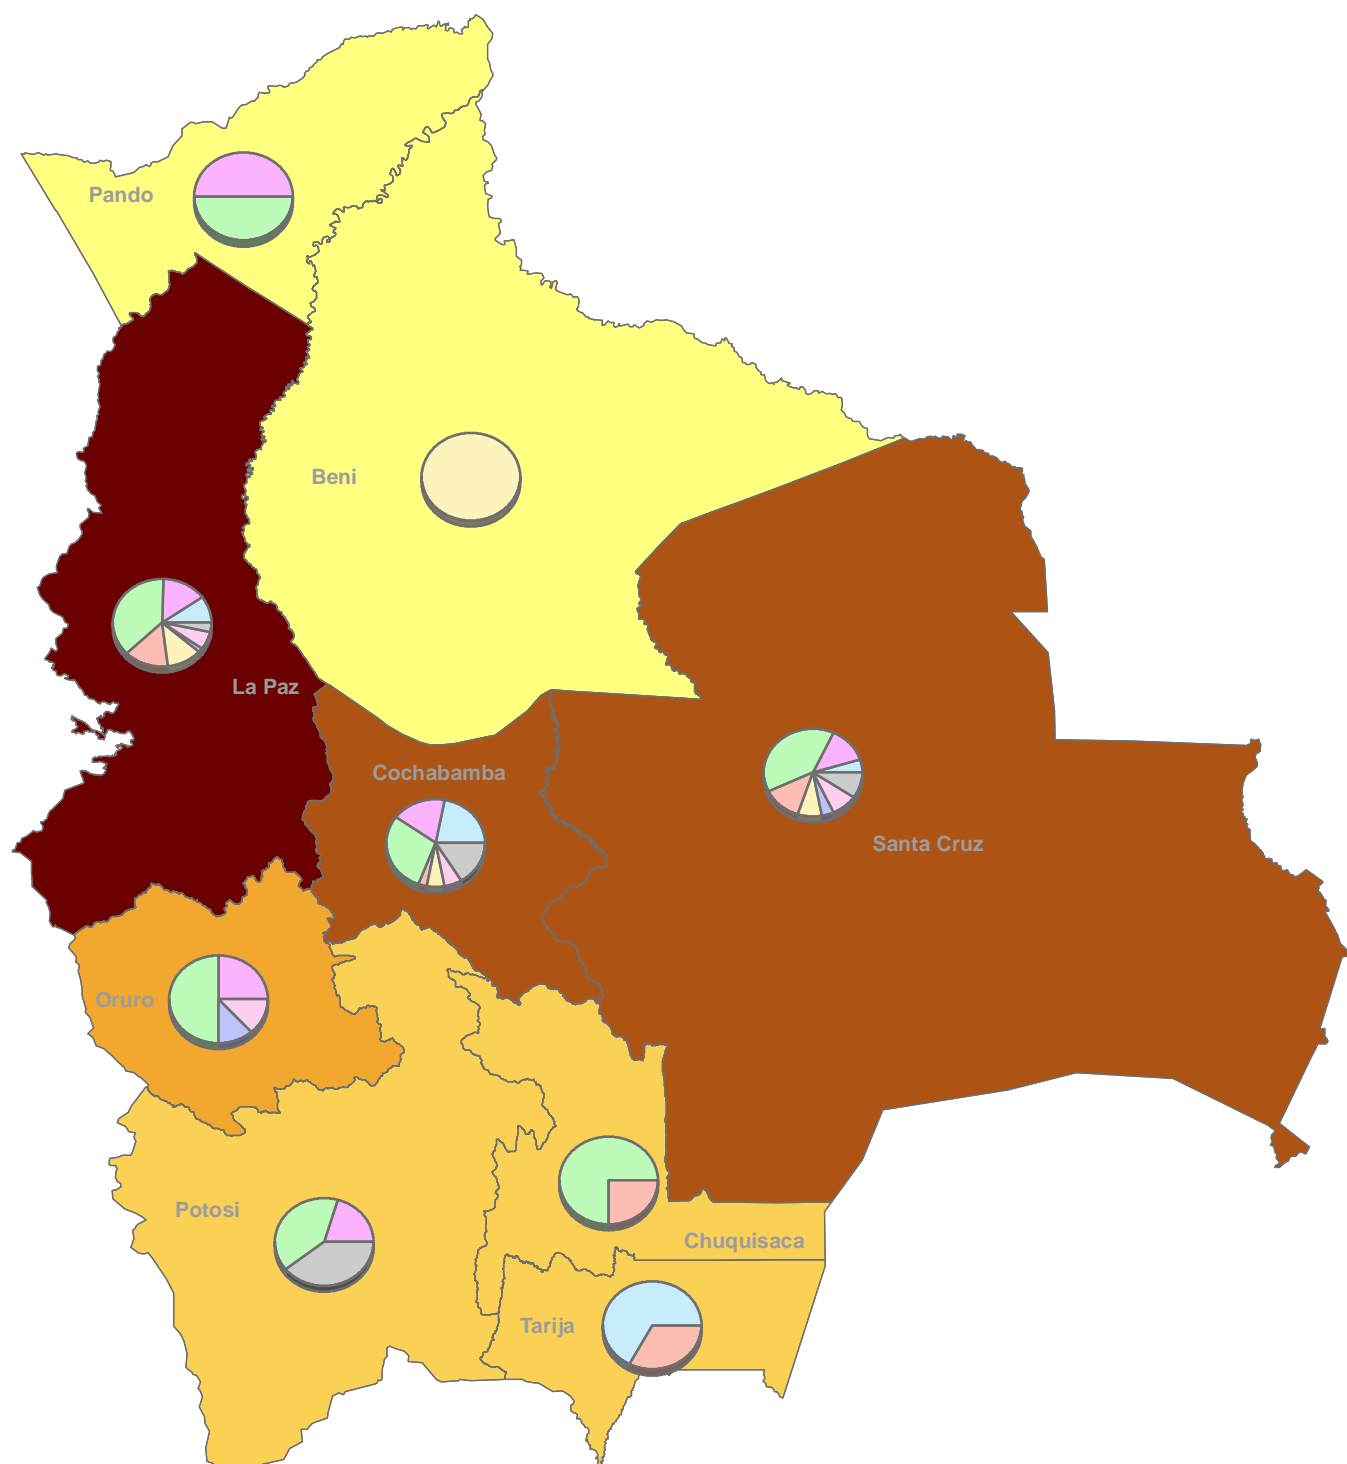 Pando
Beni
La Paz
Cochabamba
Santa Cruz
Oruro
Potosi
Chuquisaca
Tarija